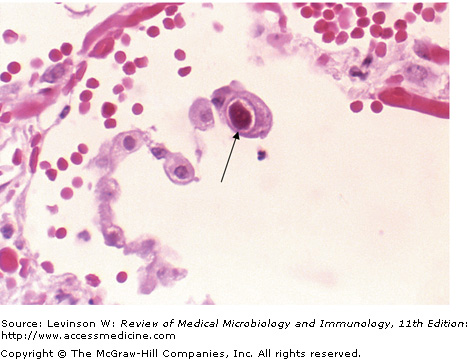 Source: Levinson W: Review of Medical Microbiology and Immunology, 11th Edition:
http://www.accessmedicine.com
Copyright © The McGraw-Hill Companies, Inc. All rights reserved.